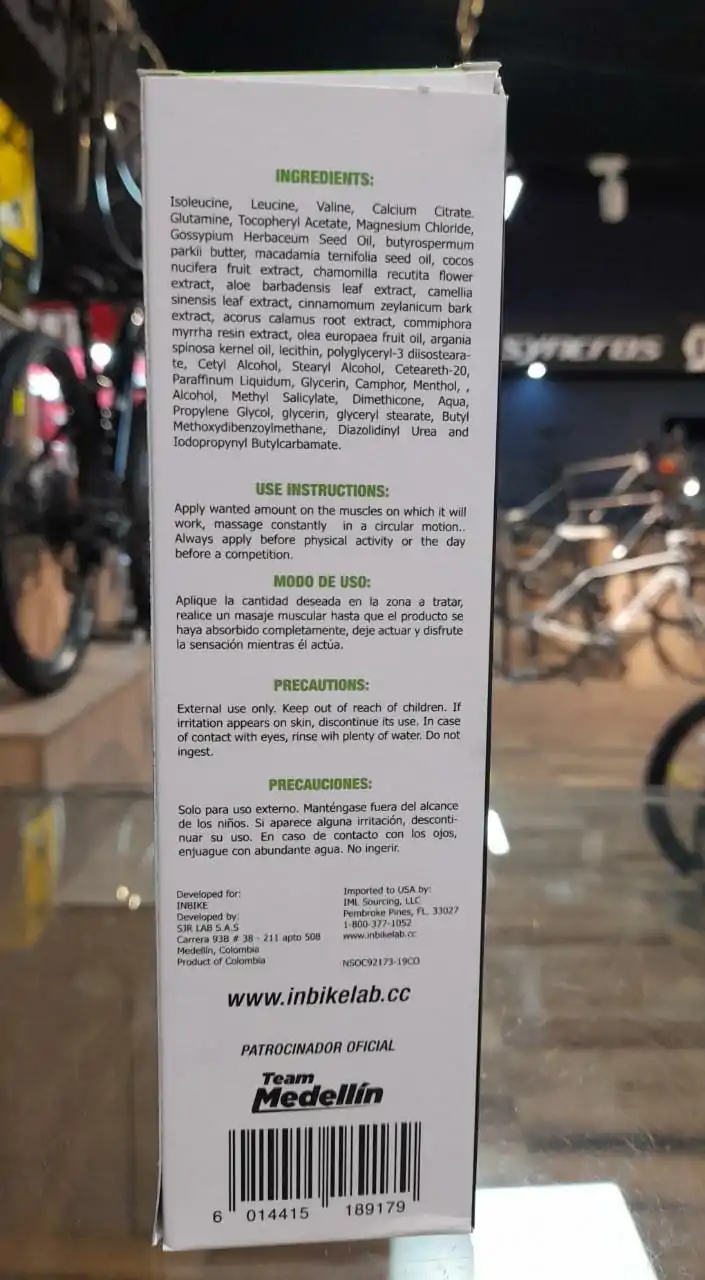 INGREDIENTS:
Isoleucine, Leucine, Valine, Calcium Citrate.
Glutamine, Tocopheryl Acetate, Magnesium Chloride,
Gossypium Herbaceum Seed Oil, butyrospermum
parkii butter, macadamia ternifolia seed oil, cocos
nucifera fruit extract, chamomilla recutita flower
extract, aloe barbadensis leaf extract, camellia
sinensis leaf extract, cinnamomum zeylanicum bark
extract, acorus calamus root extract, commiphora
myrrha resin extract, olea europaea fruit oil, argania
spinosa kernel oil, lecithin, polyglyceryl-3 diisosteara-
te, Cetyl Alcohol, Stearyl Alcohol, Ceteareth-20,
Paraffinum Liquidum, Glycerin, Camphor, Menthol, ,
Alcohol, Methyl Salicylate, Dimethicone, Aqua,
Propylene Glycol, glycerin, glyceryl stearate, Butyl
Methoxydibenzoylmethane, Diazolidinyl Urea and
Iodopropynyl Butylcarbamate.
USE INSTRUCTIONS:
Apply wanted amount on the muscles on which it will
work, massage constantly in a circular motion..
Always apply before physical activity or the day
before a competition.
MODO DE USO:
Aplique la cantidad deseada en la zona a tratar,
realice un masaje muscular hasta que el producto se
haya absorbido completamente, deje actuar y disfrute
la sensación mientras él actúa.
PRECAUTIONS:
External use only. Keep out of reach of children. If
irritation appears on skin, discontinue its use. In case
of contact with eyes, rinse wih plenty of water. Do not
ingest.
PRECAUCIONES:
Solo para uso externo. Manténgase fuera del alcance
de los niños. Si aparece alguna irritación, desconti-
nuar su uso. En caso de contacto con los ojos,
enjuague con abundante agua. No ingerir.
Developed for:
INBIKE
Developed by:
SJR LAB S.A.S
Carrera 93B # 38 - 211 apto 508
Medellín, Colombia
Product of Colombia
Imported to USA by:
IML Sourcing, LLC
Pembroke Pines, FL. 33027
1-800-377-1052
www.inbikelab.cc
NSOC92173-19CO
www.inbikelab.cc
PATROCINADOR OFICIAL
Team
Medellín
6 014415 189179
syncros